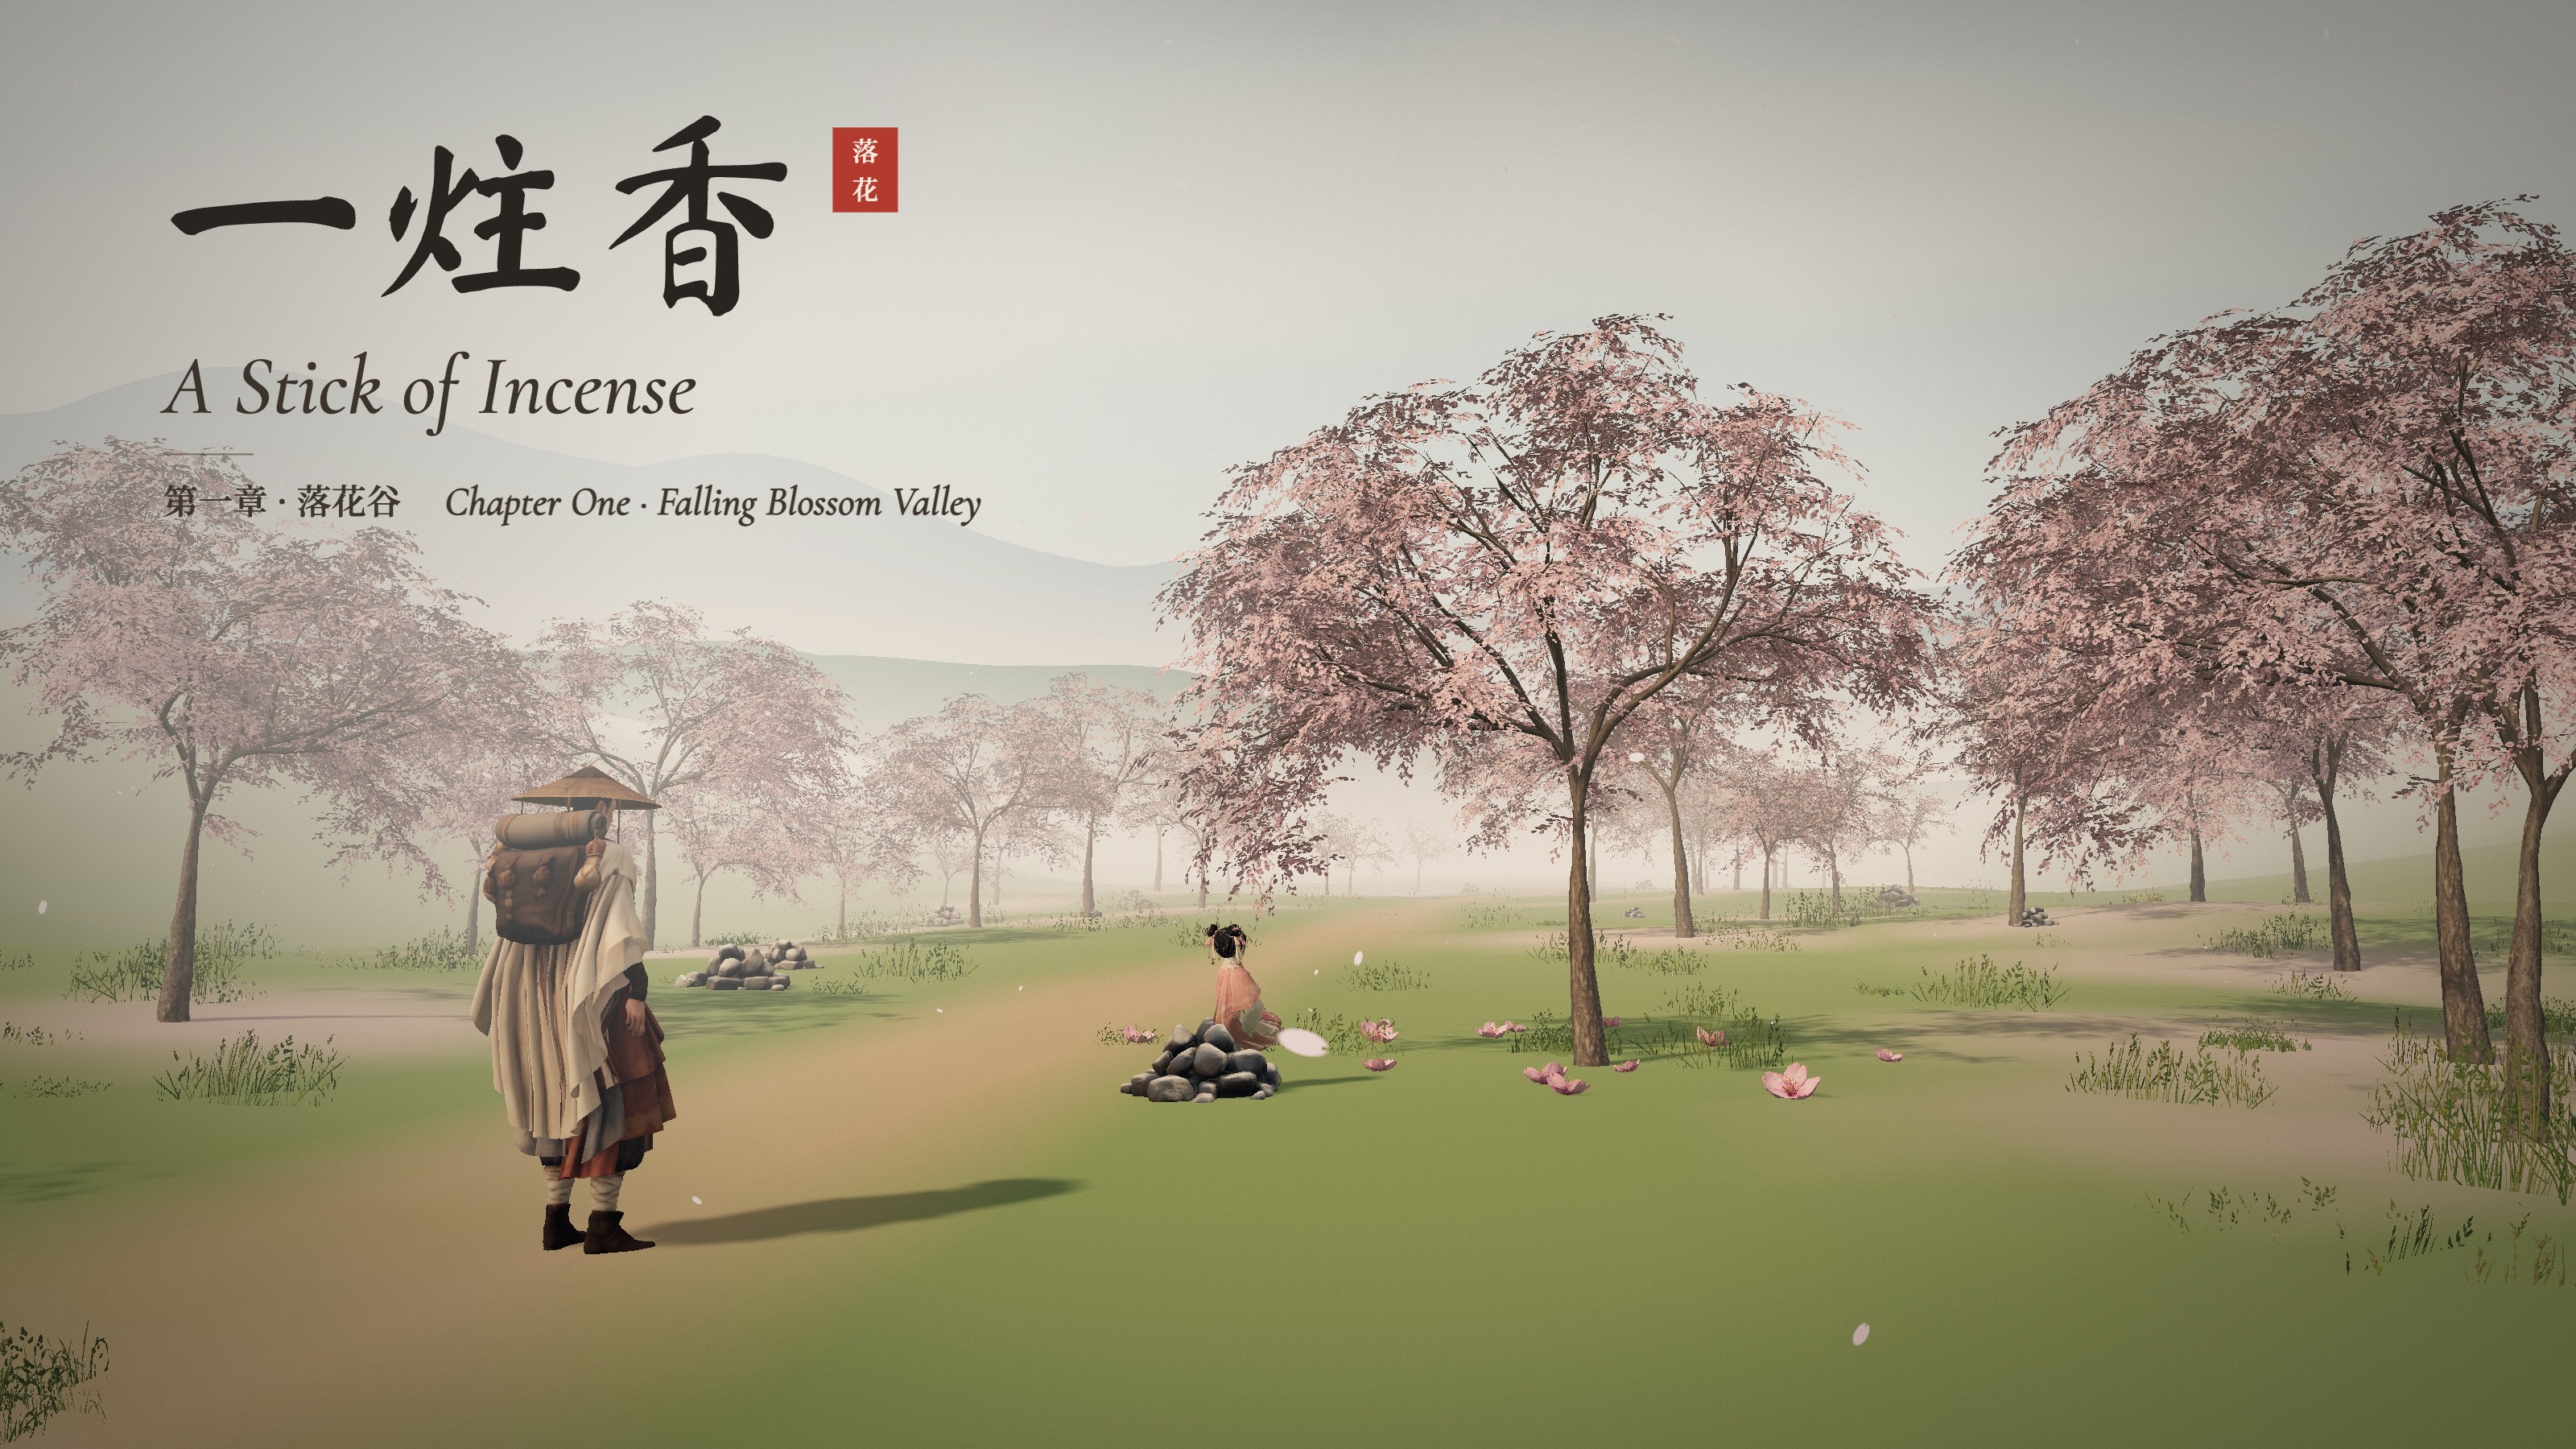 一炷香
落花
A Stick of Incense
第一章 · 落花谷 Chapter One · Falling Blossom Valley